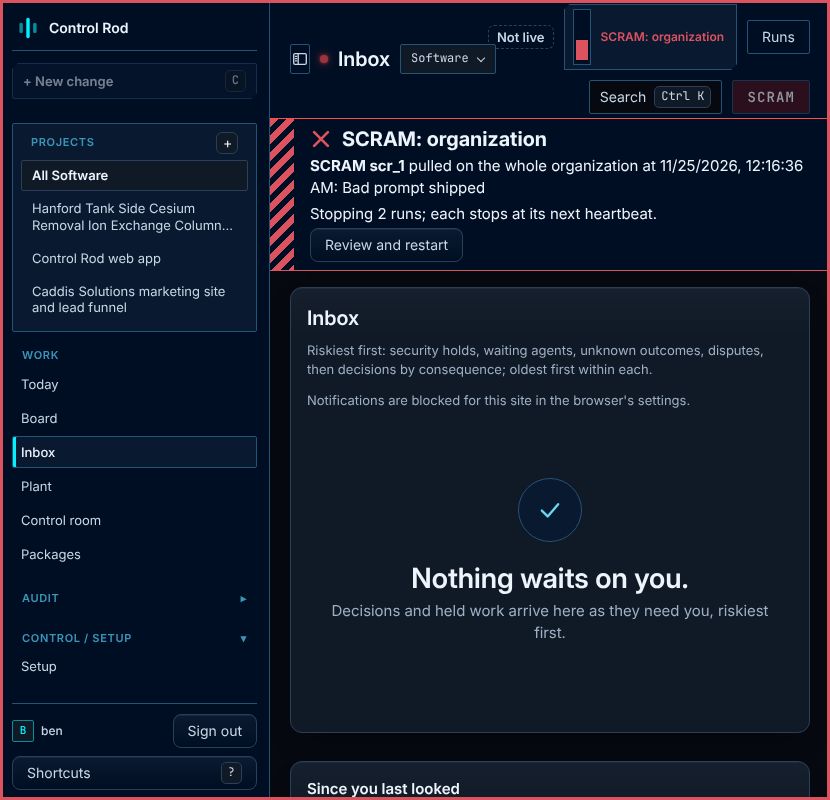 Control Rod
+ New change
C
PROJECTS
+
All Software
Hanford Tank Side Cesium
Removal Ion Exchange Column...
Control Rod web app
Caddis Solutions marketing site
and lead funnel
WORK
Today
Board
Inbox
Plant
Control room
Packages
AUDIT
CONTROL / SETUP
Setup
B
ben
Sign out
Shortcuts
?
Inbox
Software
Not live
SCRAM: organization
Runs
Search
Ctrl K
SCRAM
SCRAM: organization
SCRAM scr_1 pulled on the whole organization at 11/25/2026, 12:16:36
AM: Bad prompt shipped
Stopping 2 runs; each stops at its next heartbeat.
Review and restart
Inbox
Riskiest first: security holds, waiting agents, unknown outcomes, disputes,
then decisions by consequence; oldest first within each.
Notifications are blocked for this site in the browser's settings.
Nothing waits on you.
Decisions and held work arrive here as they need you, riskiest
first.
Since you last looked